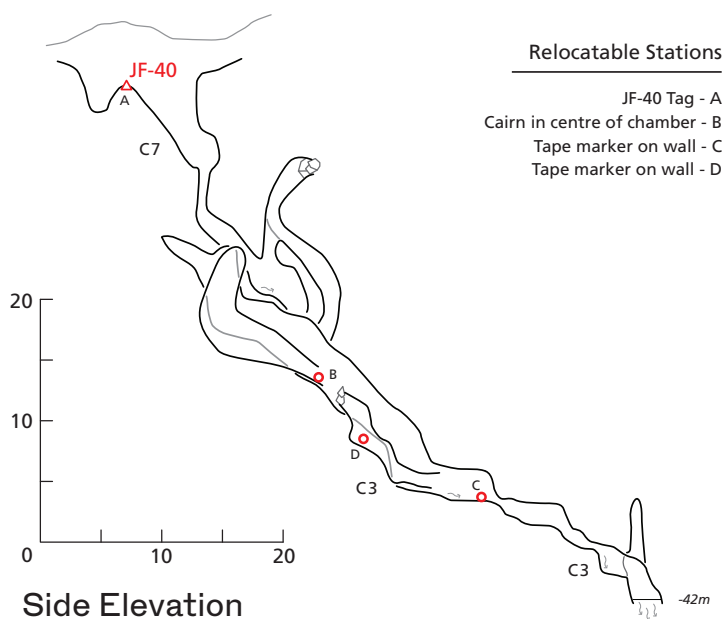 JF-40
A
C7
Relocatable Stations
JF-40 Tag - A
Cairn in centre of chamber - B
Tape marker on wall - C
Tape marker on wall - D
20
10
0
10
20
B
D
C3
C
C3
-42m
Side Elevation